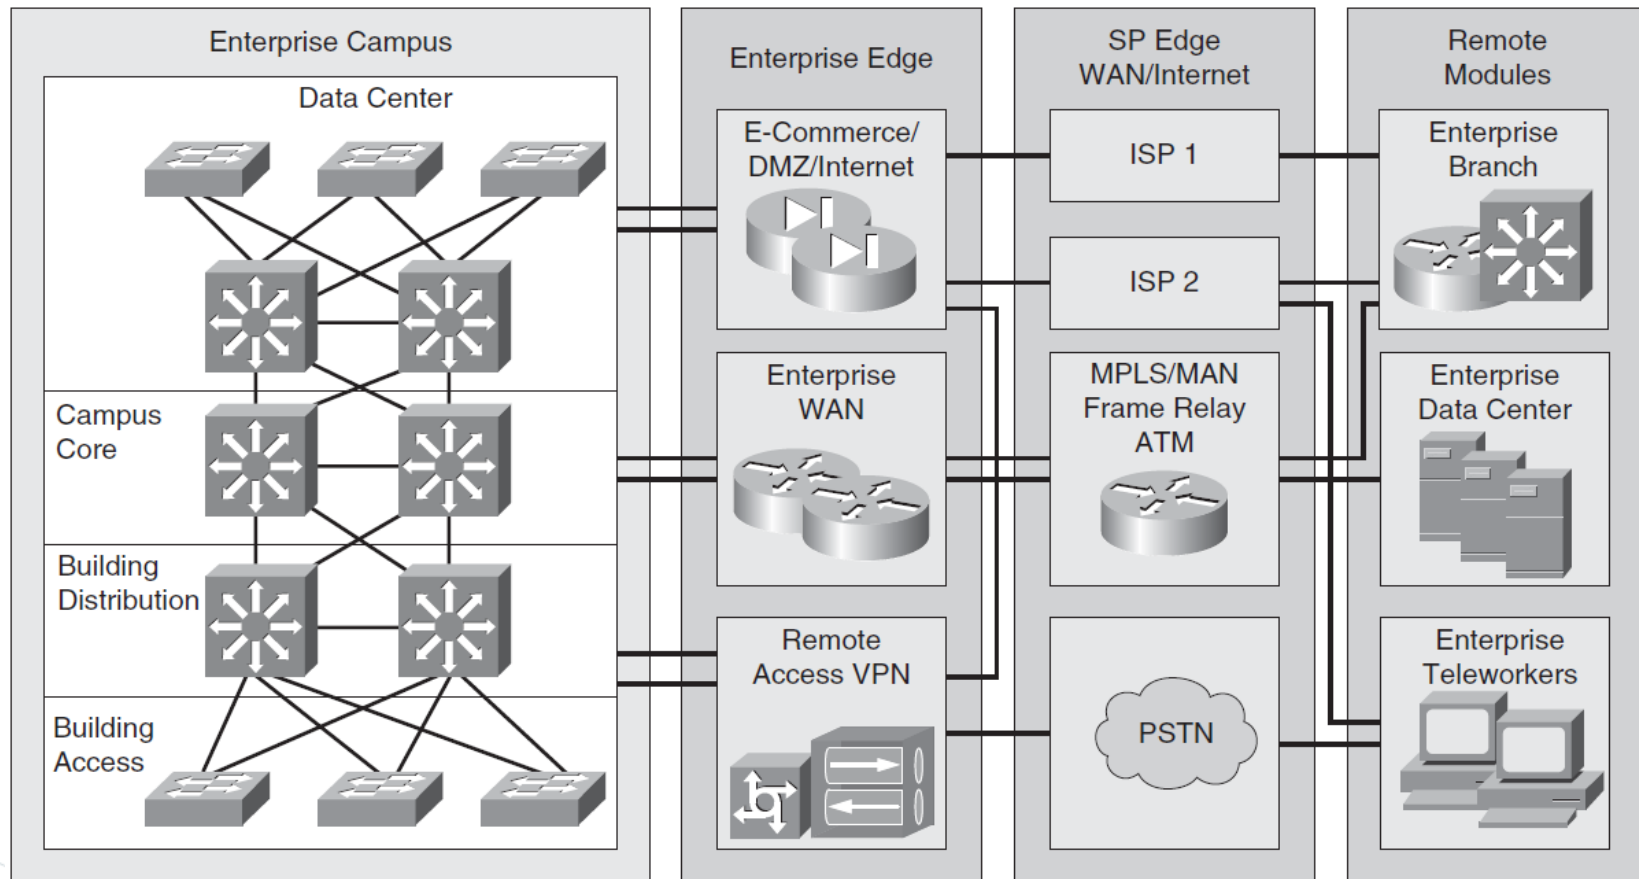 Enterprise Campus
Data Center
Campus
Core
Building
Distribution
Building
Access
Enterprise Edge
E-Commerce/
DMZ/Internet
Enterprise
WAN
Remote
Access VPN
SP Edge
WAN/Internet
ISP 1
ISP 2
MPLS/MAN
Frame Relay
ATM
PSTN
Remote
Modules
Enterprise
Branch
Enterprise
Data Center
Enterprise
Teleworkers